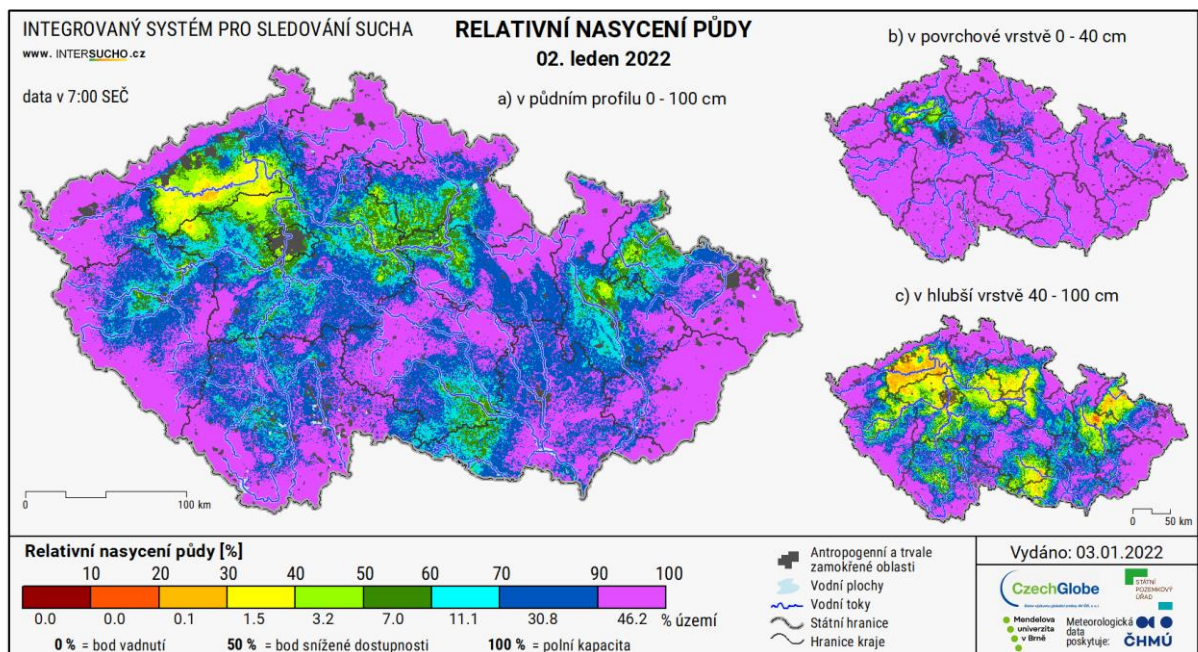 INTEGROVANÝ SYSTÉM PRO SLEDOVÁNÍ SUCHA
www. INTERSUCHO.cz
data v 7:00 SEČ
RELATIVNÍ NASYCENÍ PŮDY
02. leden 2022
a) v půdním profilu 0 - 100 cm
b) v povrchové vrstvě 0 - 40 cm
c) v hlubší vrstvě 40 - 100 cm
0 100 km
0 50 km
Relativní nasycení půdy [%]
10 20 30 40 50 60 70 90 100
0.0 0.0 0.1 1.5 3.2 7.0 11.1 30.8 46.2 % území
0 % = bod vadnutí 50 % = bod snížené dostupnosti 100 % = polní kapacita
Antropogenní a trvale
zamokřené oblasti
Vodní plochy
Vodní toky
Státní hranice
Hranice kraje
Vydáno: 03.01.2022
CzechGlobe
STÁTNÍ
POZEMKOVÝ
ÚŘAD
Mendelova
univerzita
v Brně
Meteorologická
data
poskytuje:
ČHMÚ